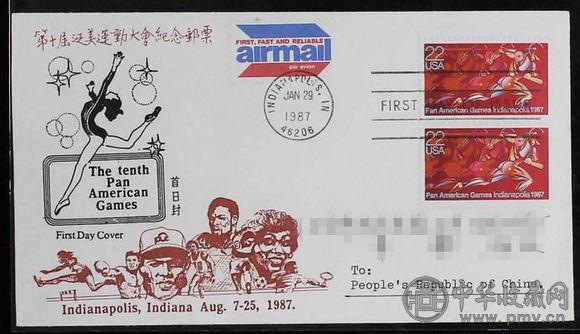 第十屆泛美運動大會紀念郵票
FIRST, FAST AND RELIABLE
airmail
par avion
INDIANAPOLIS, IN
JAN 29
1987
46206
FIRST
22
USA
Pan American Games Indianapolis 1987
22
USA
Pan American Games Indianapolis 1987
The tenth
Pan
American
Games
首日封
First Day Cover
To:
People's Republic of China.
Indianapolis, Indiana Aug. 7-25, 1987.
中华收藏网
www.pmv.cn